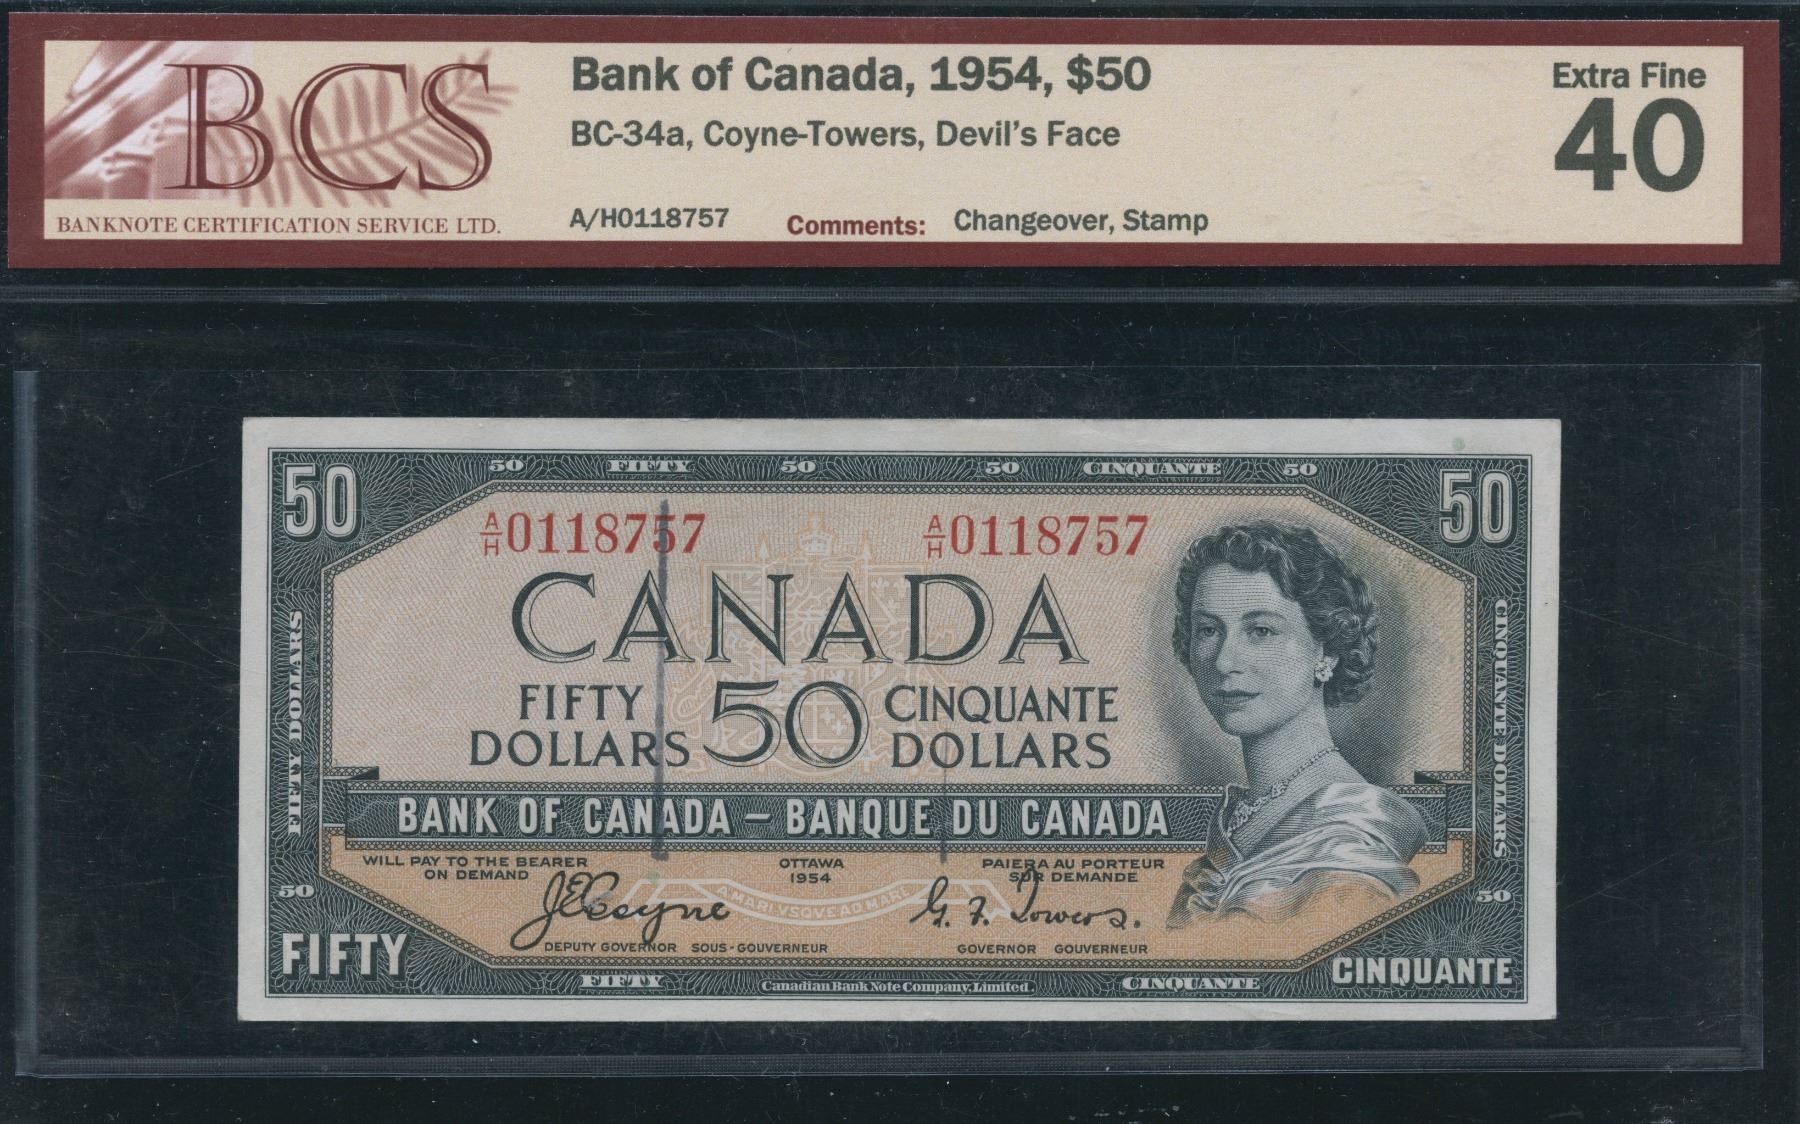 BCS
BANKNOTE CERTIFICATION SERVICE LTD.
Bank of Canada, 1954, $50
BC-34a, Coyne-Towers, Devil's Face
A/H0118757 Comments: Changeover, Stamp
Extra Fine
40
50 50 FIFTY 50 50 CINQUANTE 50 50
A/H 0118757 A/H 0118757
CANADA
FIFTY DOLLARS 50 CINQUANTE DOLLARS
FIFTY DOLLARS
CINQUANTE DOLLARS
BANK OF CANADA – BANQUE DU CANADA
WILL PAY TO THE BEARER
ON DEMAND
OTTAWA
1954
PAIERA AU PORTEUR
SUR DEMANDE
50 50
A MARI VSQVE AD MARE
J E Coyne G. F. Towers.
DEPUTY GOVERNOR SOUS-GOUVERNEUR GOVERNOR GOUVERNEUR
FIFTY CINQUANTE
FIFTY Canadian Bank Note Company, Limited. CINQUANTE